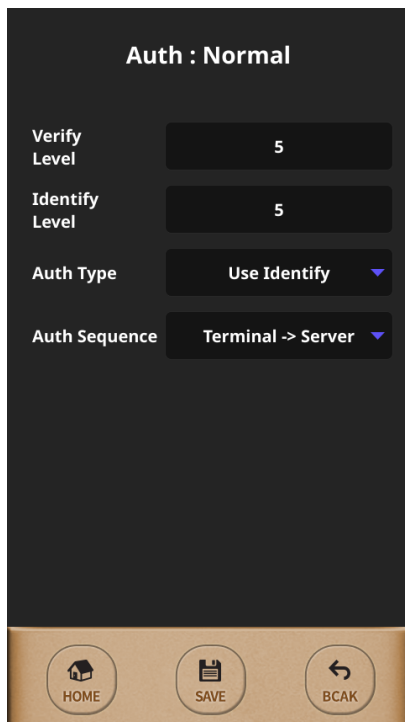 Auth : Normal
Verify
Level
5
Identify
Level
5
Auth Type
Use Identify
Auth Sequence
Terminal -> Server
HOME
SAVE
BCAK